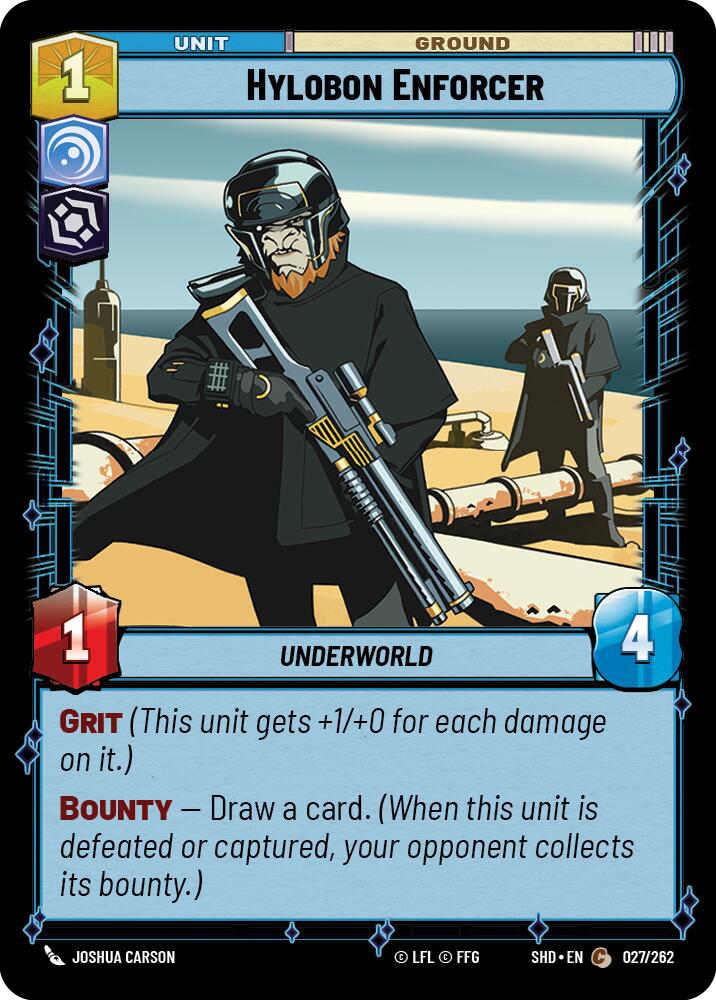 UNIT
GROUND
1
HYLOBON ENFORCER
1
UNDERWORLD
4
GRIT (This unit gets +1/+0 for each damage
on it.)
BOUNTY — Draw a card. (When this unit is
defeated or captured, your opponent collects
its bounty.)
JOSHUA CARSON
© LFL © FFG
SHD • EN C 027/262